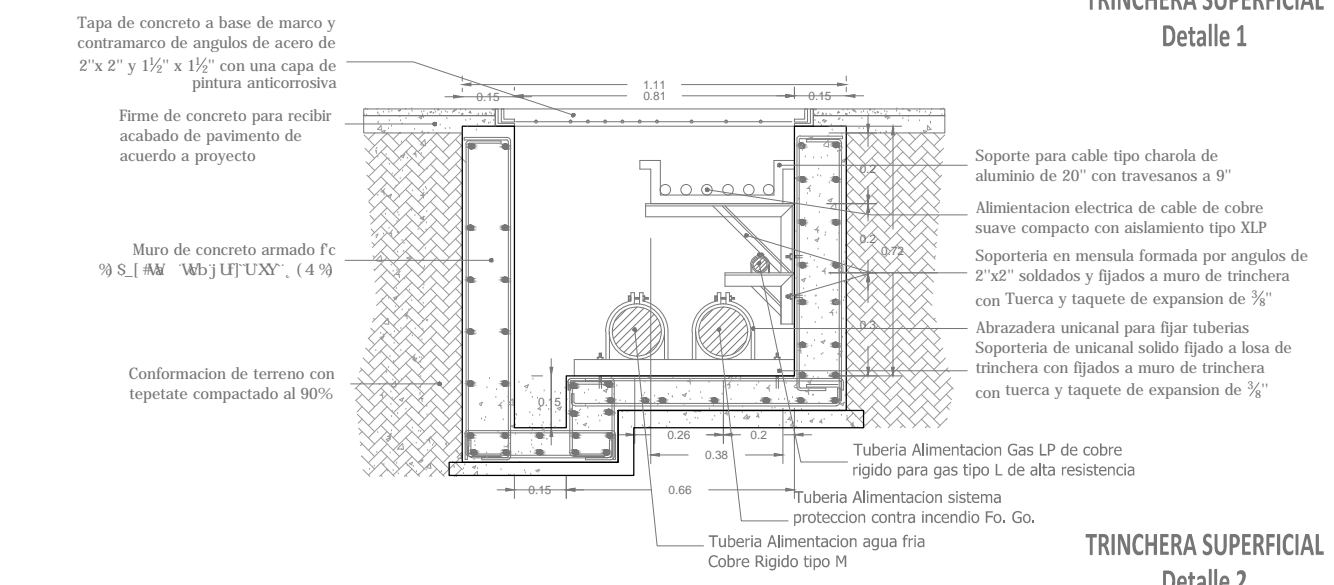 TRINCHERA SUPERFICIAL
Detalle 1
Tapa de concreto a base de marco y
contramarco de angulos de acero de
2"x 2" y 1½" x 1½" con una capa de
pintura anticorrosiva
Firme de concreto para recibir
acabado de pavimento de
acuerdo a proyecto
Muro de concreto armado f'c
Conformacion de terreno con
tepetate compactado al 90%
1.11
0.15
0.81
0.15
0.2
0.2
0.72
0.3
0.15
0.26
0.2
0.38
0.15
0.66
Soporte para cable tipo charola de
aluminio de 20" con travesanos a 9"
Alimientacion electrica de cable de cobre
suave compacto con aislamiento tipo XLP
Soporteria en mensula formada por angulos de
2"x2" soldados y fijados a muro de trinchera
con Tuerca y taquete de expansion de ⅜"
Abrazadera unicanal para fijar tuberias
Soporteria de unicanal solido fijado a losa de
trinchera con fijados a muro de trinchera
con tuerca y taquete de expansion de ⅜"
Tuberia Alimentacion Gas LP de cobre
rigido para gas tipo L de alta resistencia
Tuberia Alimentacion sistema
proteccion contra incendio Fo. Go.
Tuberia Alimentacion agua fria
Cobre Rigido tipo M
TRINCHERA SUPERFICIAL
Detalle 2